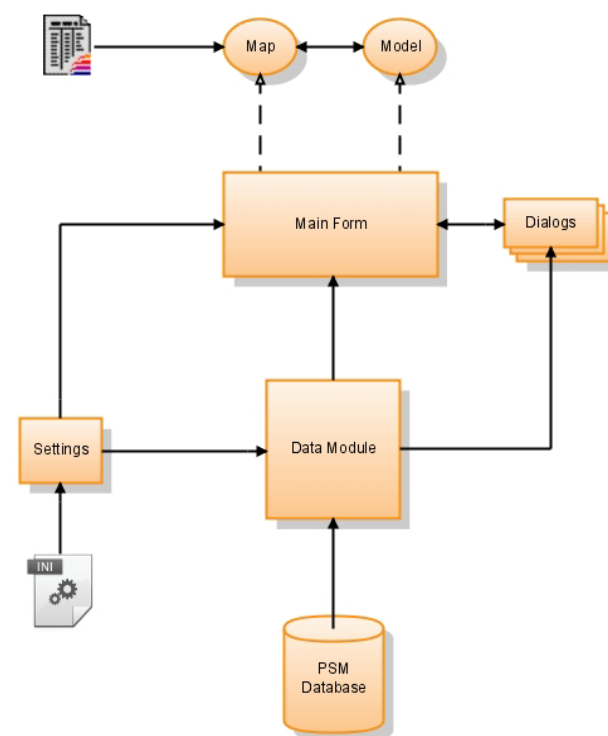 Map
Model
Main Form
Dialogs
Settings
Data Module
INI
PSM
Database